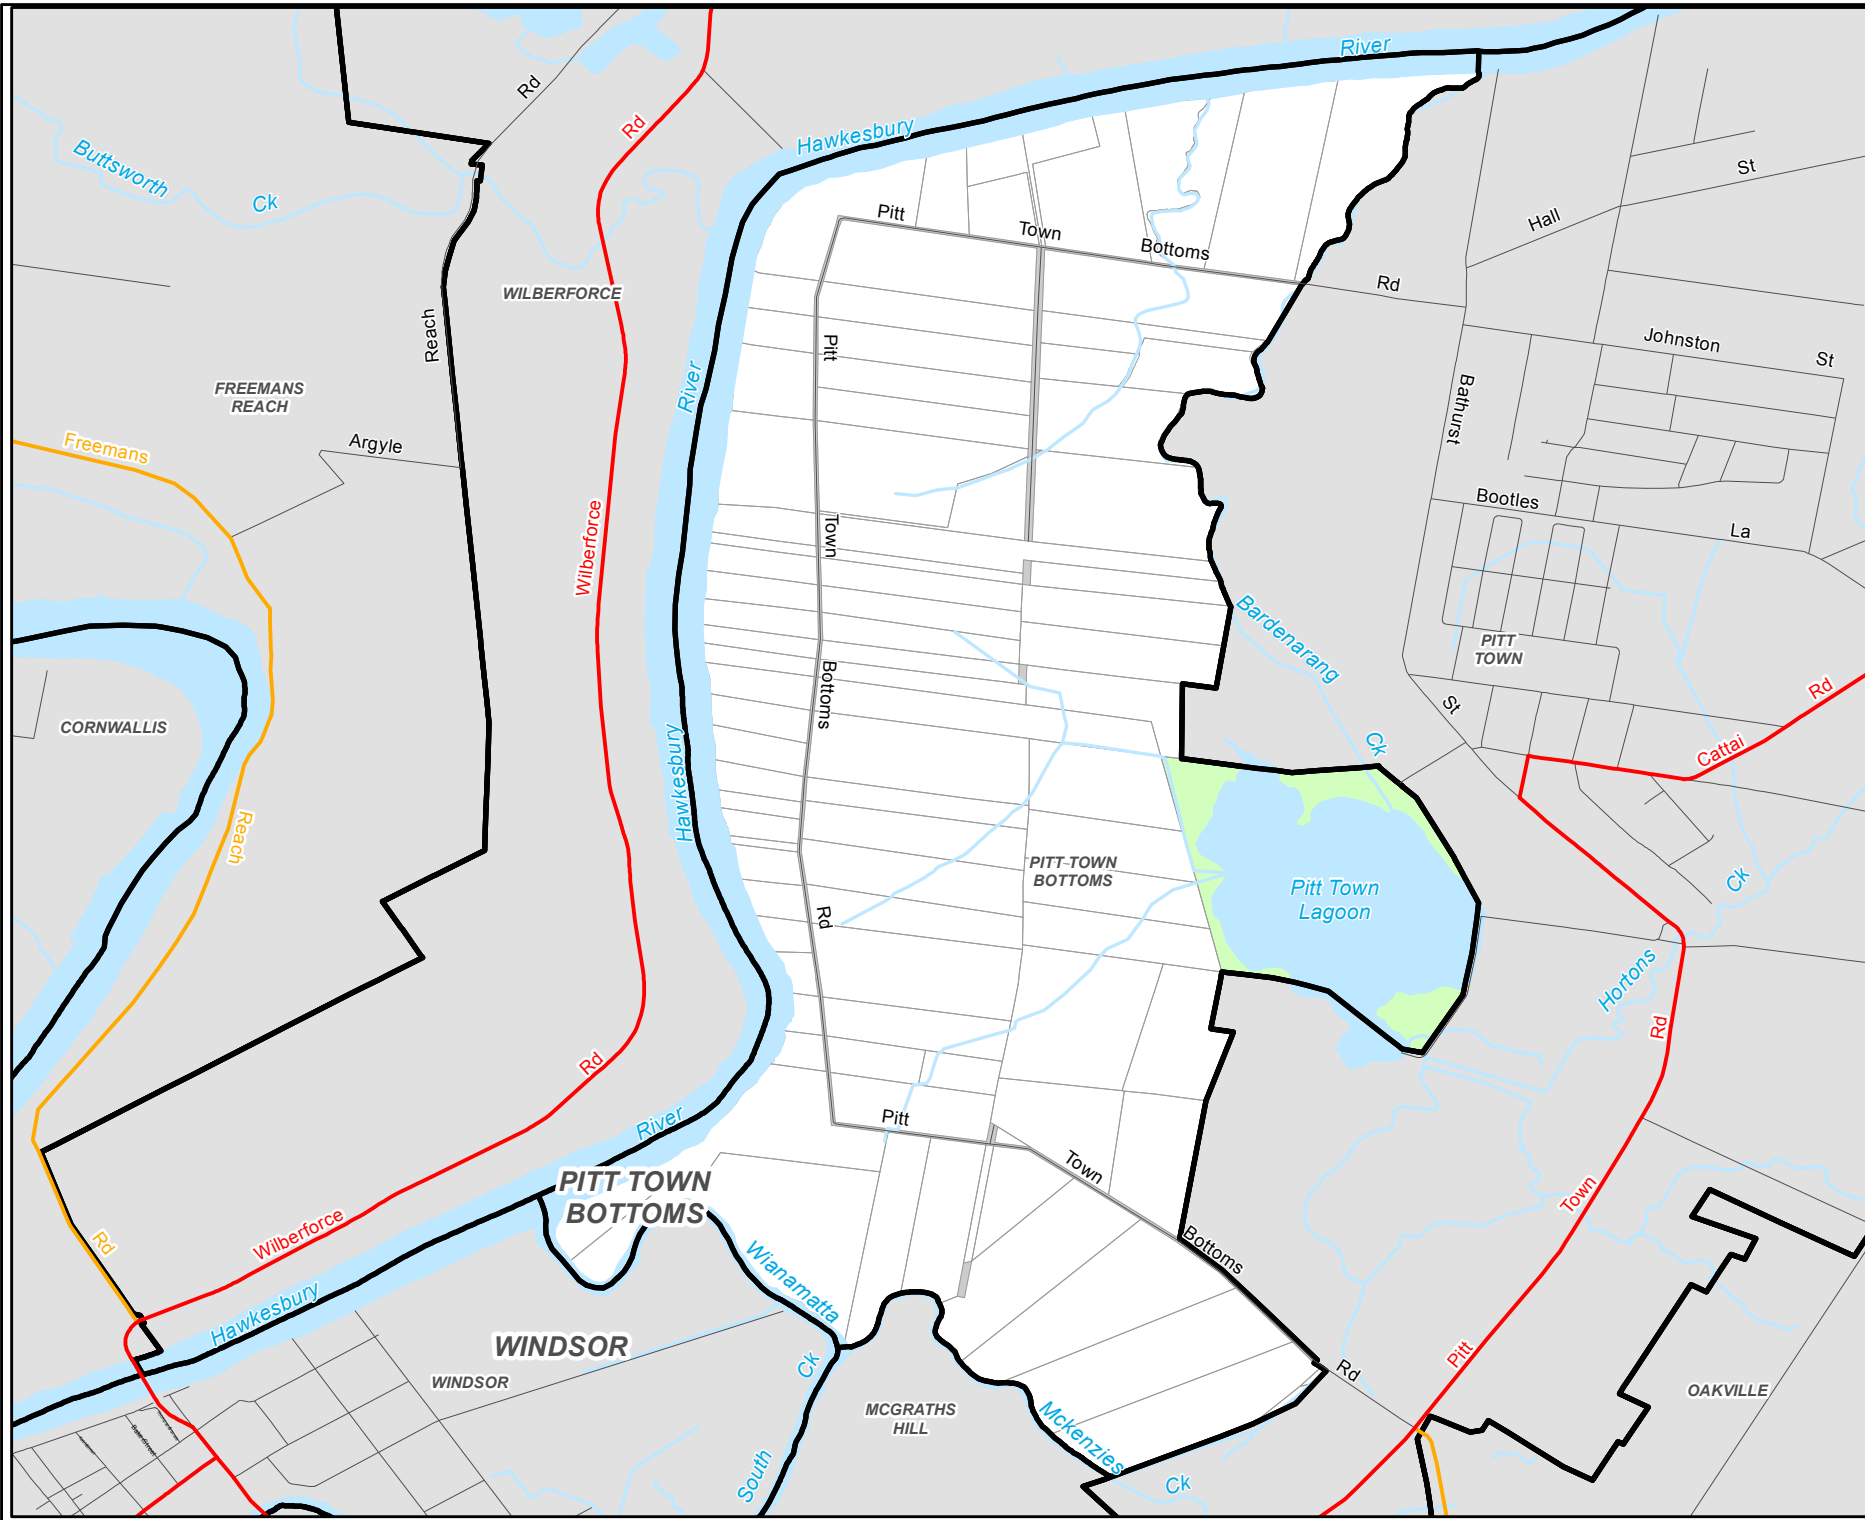 River
Rd
Rd
Hawkesbury
Buttsworth
Ck
St
Hall
Pitt
Town
Bottoms
Rd
WILBERFORCE
Reach
Pitt
Johnston
St
River
FREEMANS
REACH
Bathurst
Freemans
Argyle
Bootles
La
Wilberforce
Town
Bardenarang
PITT
TOWN
Bottoms
Rd
St
CORNWALLIS
Hawkesbury
Ck
Cattai
Reach
PITT TOWN
BOTTOMS
Pitt Town
Lagoon
Ck
Rd
Hortons
Rd
Rd
River
Pitt
Town
PITT TOWN
BOTTOMS
Town
Wilberforce
Rd
Bottoms
Wianamatta
Hawkesbury
WINDSOR
Ck
Rd
Pitt
WINDSOR
OAKVILLE
MCGRATHS
HILL
Mckenzies
South
Ck